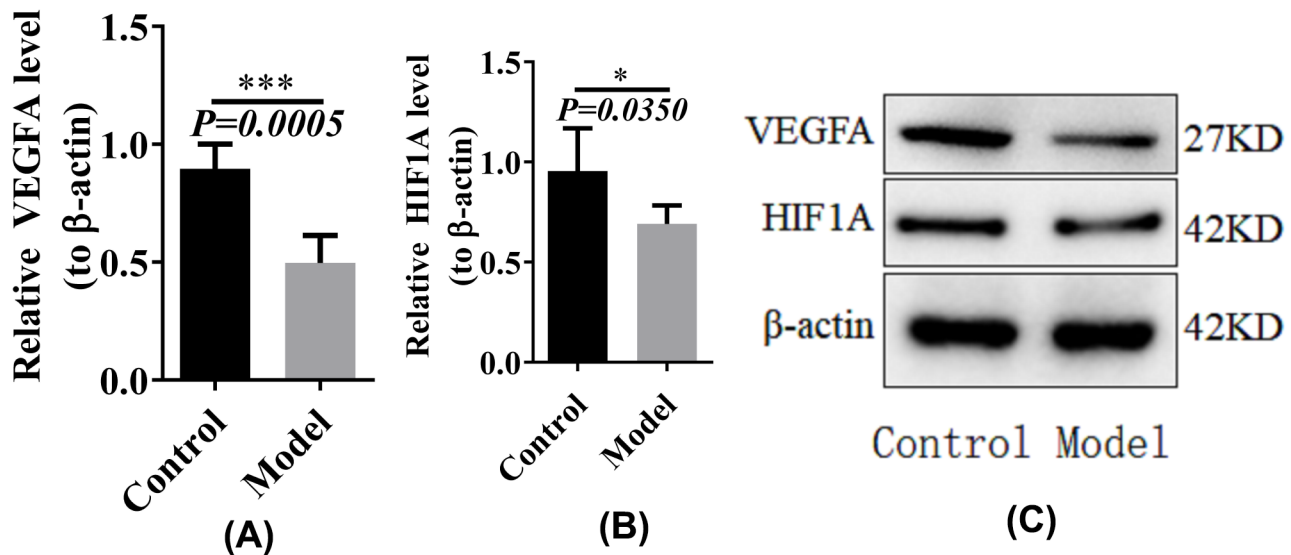 Relative VEGFA level
(to β-actin)
1.5
1.0
0.5
0.0
***
P=0.0005
Control
Model
(A)
Relative HIF1A level
(to β-actin)
1.5
1.0
0.5
0.0
*
P=0.0350
Control
Model
(B)
VEGFA 27KD
HIF1A 42KD
β-actin 42KD
Control Model
(C)